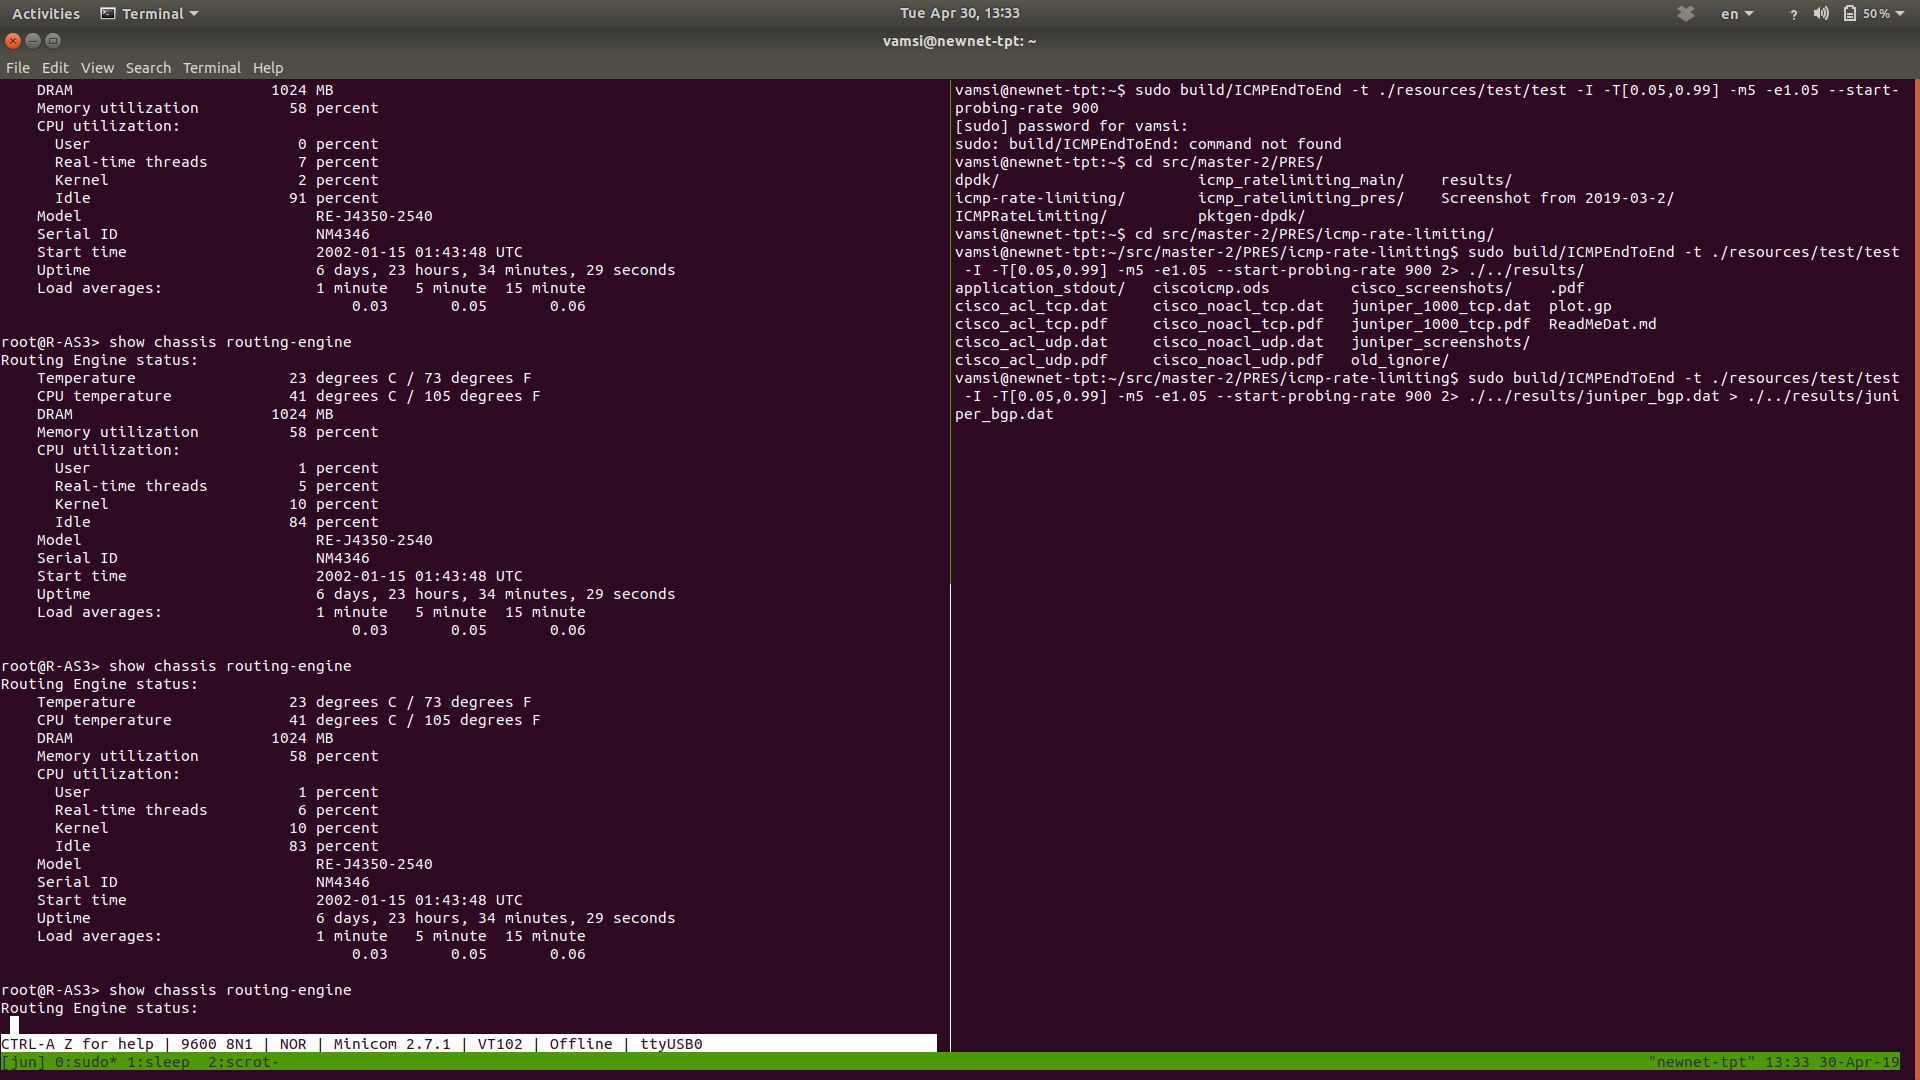 Activities Terminal Tue Apr 30, 13:33 en ? 50%
vamsi@newnet-tpt: ~
File Edit View Search Terminal Help
DRAM 1024 MB
Memory utilization 58 percent
CPU utilization:
User 0 percent
Real-time threads 7 percent
Kernel 2 percent
Idle 91 percent
Model RE-J4350-2540
Serial ID NM4346
Start time 2002-01-15 01:43:48 UTC
Uptime 6 days, 23 hours, 34 minutes, 29 seconds
Load averages: 1 minute 5 minute 15 minute
0.03 0.05 0.06
root@R-AS3> show chassis routing-engine
Routing Engine status:
Temperature 23 degrees C / 73 degrees F
CPU temperature 41 degrees C / 105 degrees F
DRAM 1024 MB
Memory utilization 58 percent
CPU utilization:
User 1 percent
Real-time threads 5 percent
Kernel 10 percent
Idle 84 percent
Model RE-J4350-2540
Serial ID NM4346
Start time 2002-01-15 01:43:48 UTC
Uptime 6 days, 23 hours, 34 minutes, 29 seconds
Load averages: 1 minute 5 minute 15 minute
0.03 0.05 0.06
root@R-AS3> show chassis routing-engine
Routing Engine status:
Temperature 23 degrees C / 73 degrees F
CPU temperature 41 degrees C / 105 degrees F
DRAM 1024 MB
Memory utilization 58 percent
CPU utilization:
User 1 percent
Real-time threads 6 percent
Kernel 10 percent
Idle 83 percent
Model RE-J4350-2540
Serial ID NM4346
Start time 2002-01-15 01:43:48 UTC
Uptime 6 days, 23 hours, 34 minutes, 29 seconds
Load averages: 1 minute 5 minute 15 minute
0.03 0.05 0.06
root@R-AS3> show chassis routing-engine
Routing Engine status:
CTRL-A Z for help | 9600 8N1 | NOR | Minicom 2.7.1 | VT102 | Offline | ttyUSB0
vamsi@newnet-tpt:~$ sudo build/ICMPEndToEnd -t ./resources/test/test -I -T[0.05,0.99] -m5 -e1.05 --start-
probing-rate 900
[sudo] password for vamsi:
sudo: build/ICMPEndToEnd: command not found
vamsi@newnet-tpt:~$ cd src/master-2/PRES/
dpdk/ icmp_ratelimiting_main/ results/
icmp-rate-limiting/ icmp_ratelimiting_pres/ Screenshot from 2019-03-2/
ICMPRateLimiting/ pktgen-dpdk/
vamsi@newnet-tpt:~$ cd src/master-2/PRES/icmp-rate-limiting/
vamsi@newnet-tpt:~/src/master-2/PRES/icmp-rate-limiting$ sudo build/ICMPEndToEnd -t ./resources/test/test
-I -T[0.05,0.99] -m5 -e1.05 --start-probing-rate 900 2> ./../results/
application_stdout/ ciscoicmp.ods cisco_screenshots/ .pdf
cisco_acl_tcp.dat cisco_noacl_tcp.dat juniper_1000_tcp.dat plot.gp
cisco_acl_tcp.pdf cisco_noacl_tcp.pdf juniper_1000_tcp.pdf ReadMeDat.md
cisco_acl_udp.dat cisco_noacl_udp.dat juniper_screenshots/
cisco_acl_udp.pdf cisco_noacl_udp.pdf old_ignore/
vamsi@newnet-tpt:~/src/master-2/PRES/icmp-rate-limiting$ sudo build/ICMPEndToEnd -t ./resources/test/test
-I -T[0.05,0.99] -m5 -e1.05 --start-probing-rate 900 2> ./../results/juniper_bgp.dat > ./../results/juni
per_bgp.dat
[jun] 0:sudo* 1:sleep 2:scrot- "newnet-tpt" 13:33 30-Apr-19